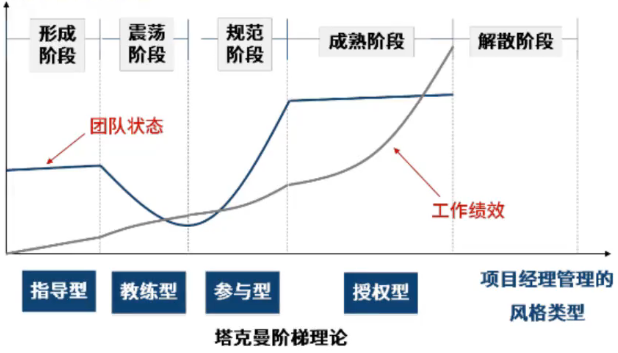 形成
阶段
震荡
阶段
规范
阶段
成熟阶段
解散阶段
团队状态
工作绩效
指导型
教练型
参与型
授权型
项目经理管理的
风格类型
塔克曼阶梯理论